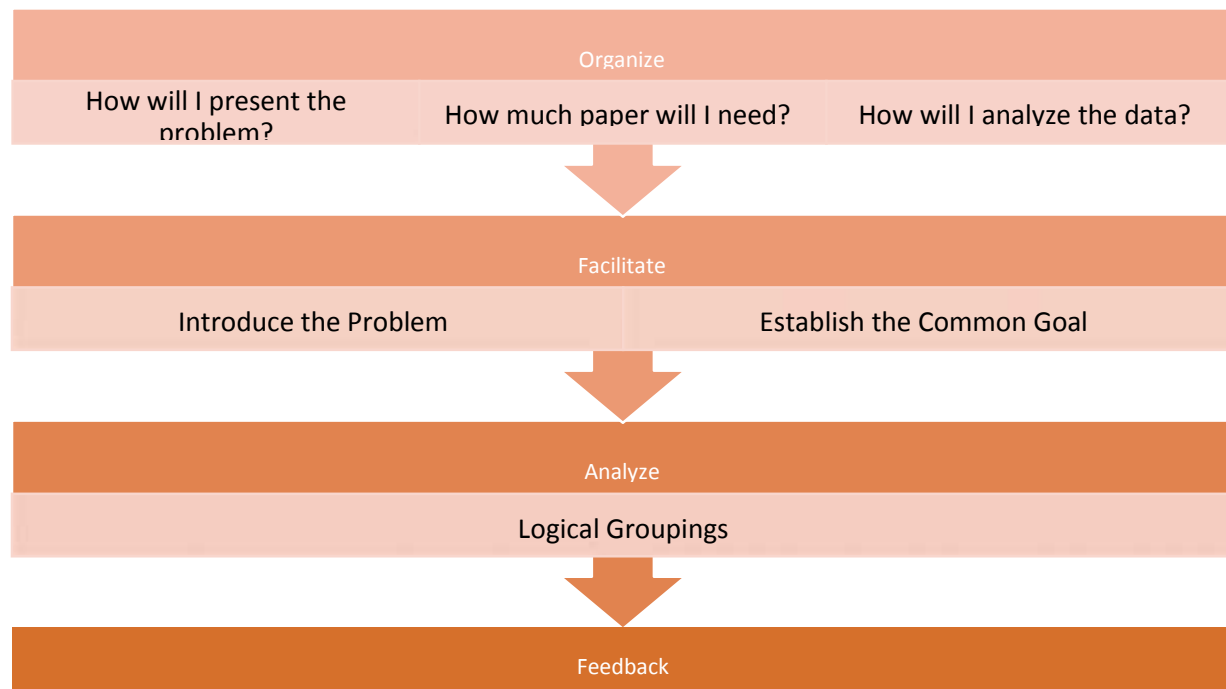 Organize
How will I present the
problem?
How much paper will I need?
How will I analyze the data?
Facilitate
Introduce the Problem
Establish the Common Goal
Analyze
Logical Groupings
Feedback